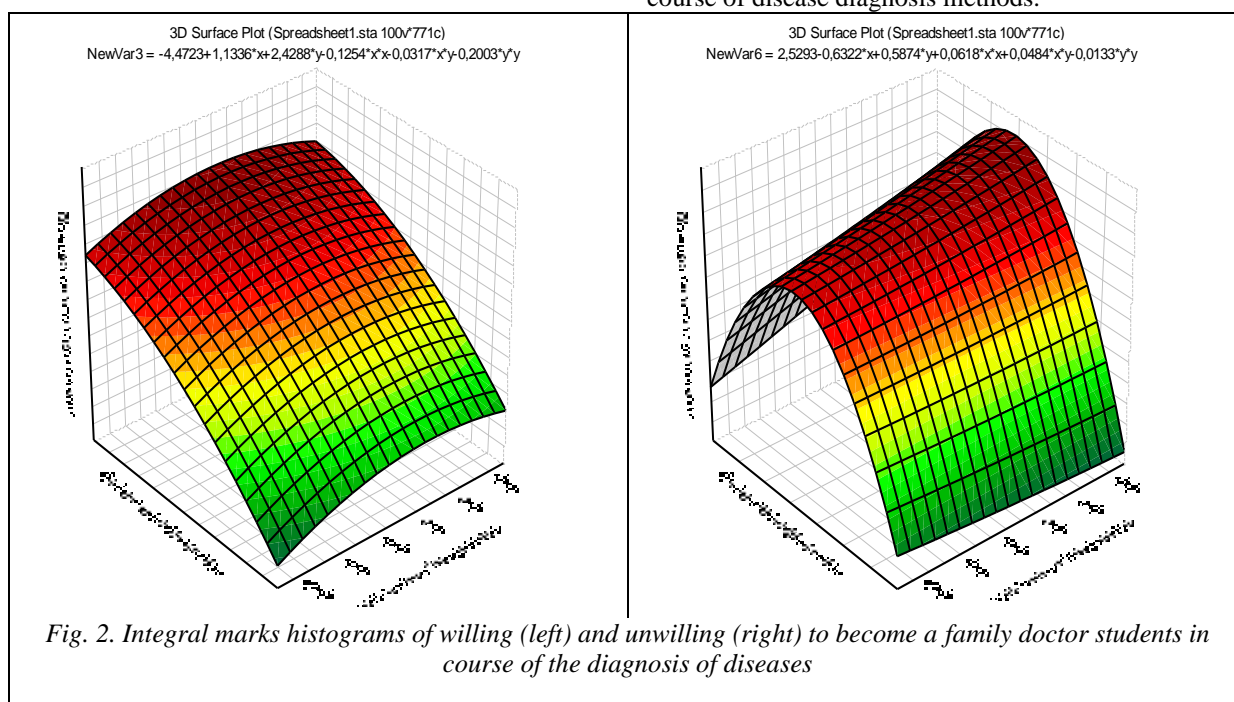 course of disease diagnosis methods.
3D Surface Plot (Spreadsheet1.sta 100v*771c)
NewVar3 = -4,4723+1,1336*x+2,4288*y-0,1254*x*x-0,0317*x*y-0,2003*y*y
3D Surface Plot (Spreadsheet1.sta 100v*771c)
NewVar6 = 2,5293-0,6322*x+0,5874*y+0,0618*x*x+0,0484*x*y-0,0133*y*y
Fig. 2. Integral marks histograms of willing (left) and unwilling (right) to become a family doctor students in
course of the diagnosis of diseases